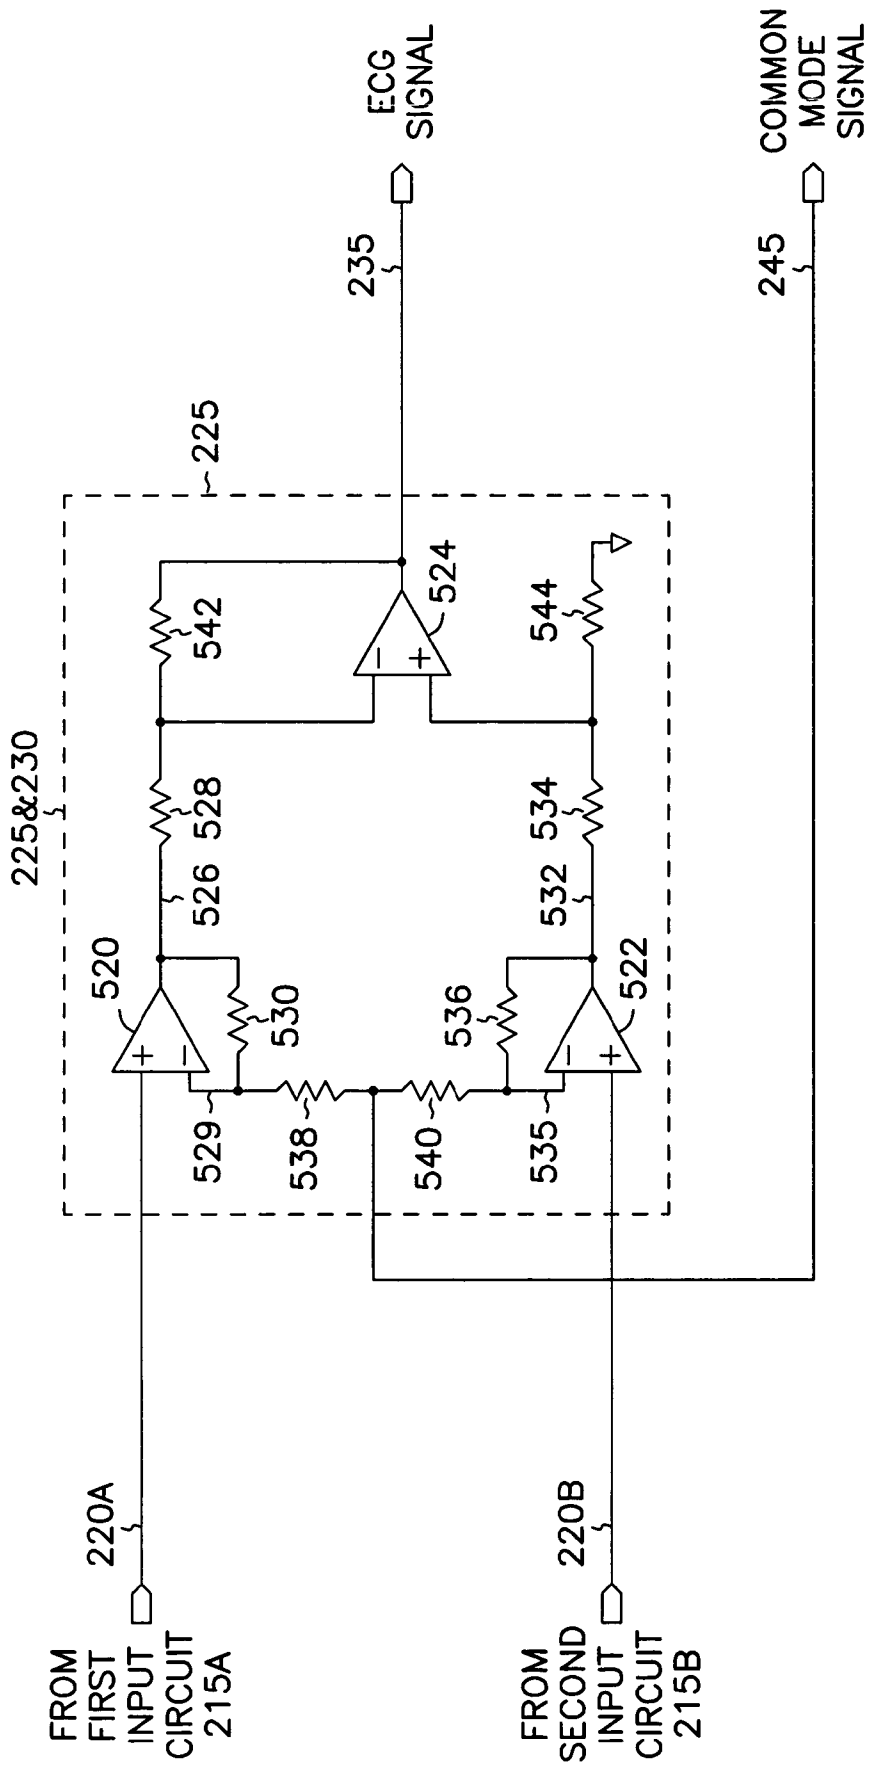 225&230
225
FROM
FIRST
INPUT
CIRCUIT
215A
220A
520
+
−
529
530
526
528
542
538
540
−
+
524
235
ECG
SIGNAL
FROM
SECOND
INPUT
CIRCUIT
215B
220B
535
536
−
+
522
532
534
544
245
COMMON
MODE
SIGNAL